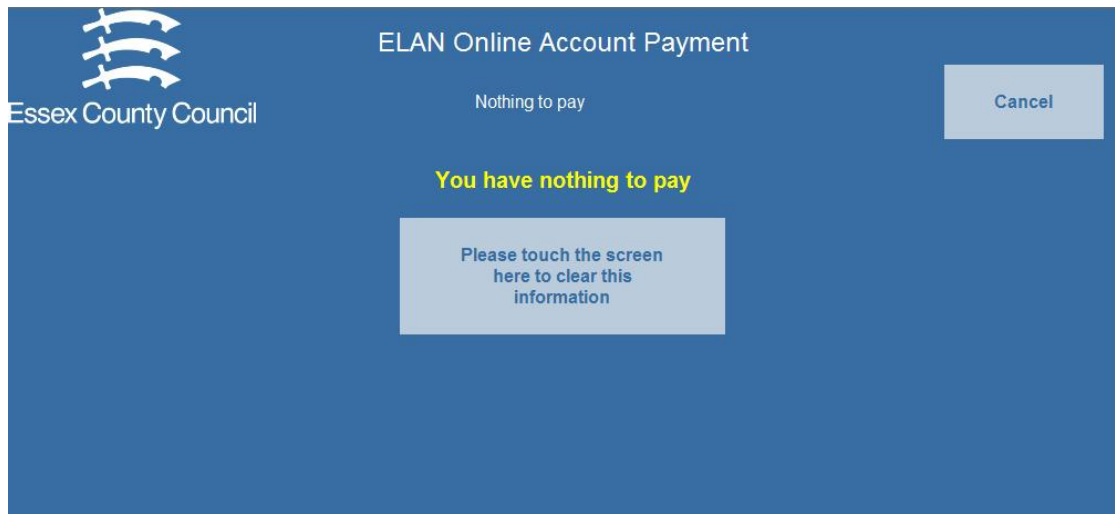 ELAN Online Account Payment
Essex County Council
Nothing to pay
Cancel
You have nothing to pay
Please touch the screen
here to clear this
information